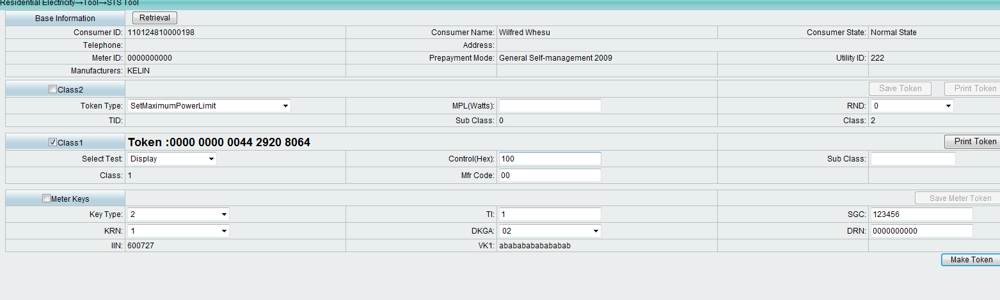 Residential Electricity→Tool→STS Tool
Base Information Retrieval
Consumer ID: 110124810000198 Consumer Name: Wilfred Whesu Consumer State: Normal State
Telephone: Address:
Meter ID: 0000000000 Prepayment Mode: General Self-management 2009 Utility ID: 222
Manufacturers: KELIN
Class2 Save Token Print Token
Token Type: SetMaximumPowerLimit MPL(Watts): RND: 0
TID: Sub Class: 0 Class: 2
Class1 Token :0000 0000 0044 2920 8064 Print Token
Select Test: Display Control(Hex): 100 Sub Class:
Class: 1 Mfr Code: 00
Meter Keys Save Meter Token
Key Type: 2 TI: 1 SGC: 123456
KRN: 1 DKGA: 02 DRN: 0000000000
IIN: 600727 VK1: abababababababab
Make Token